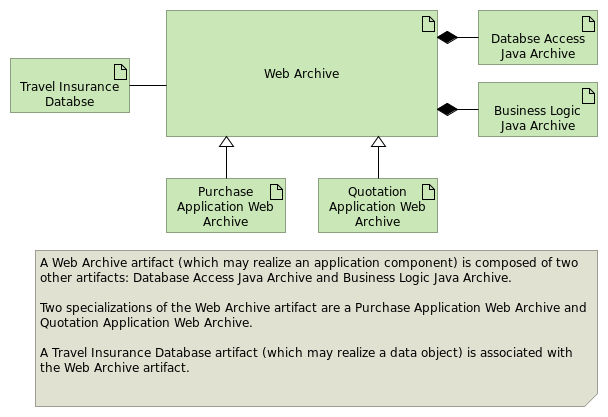 Web Archive
Databse Access
Java Archive
Travel Insurance
Databse
Business Logic
Java Archive
Purchase
Application Web
Archive
Quotation
Application Web
Archive
A Web Archive artifact (which may realize an application component) is composed of two
other artifacts: Database Access Java Archive and Business Logic Java Archive.
Two specializations of the Web Archive artifact are a Purchase Application Web Archive and
Quotation Application Web Archive.
A Travel Insurance Database artifact (which may realize a data object) is associated with
the Web Archive artifact.